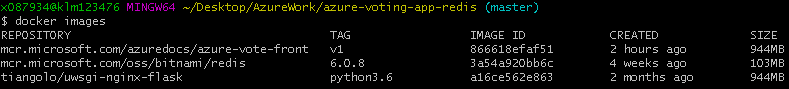 x087934@klm123476 MINGW64 ~/Desktop/AzureWork/azure-voting-app-redis (master)
$ docker images
REPOSITORY TAG IMAGE ID CREATED SIZE
mcr.microsoft.com/azuredocs/azure-vote-front v1 866618efaf51 2 hours ago 944MB
mcr.microsoft.com/oss/bitnami/redis 6.0.8 3a54a920bb6c 4 weeks ago 103MB
tiangolo/uwsgi-nginx-flask python3.6 a16ce562e863 2 months ago 944MB